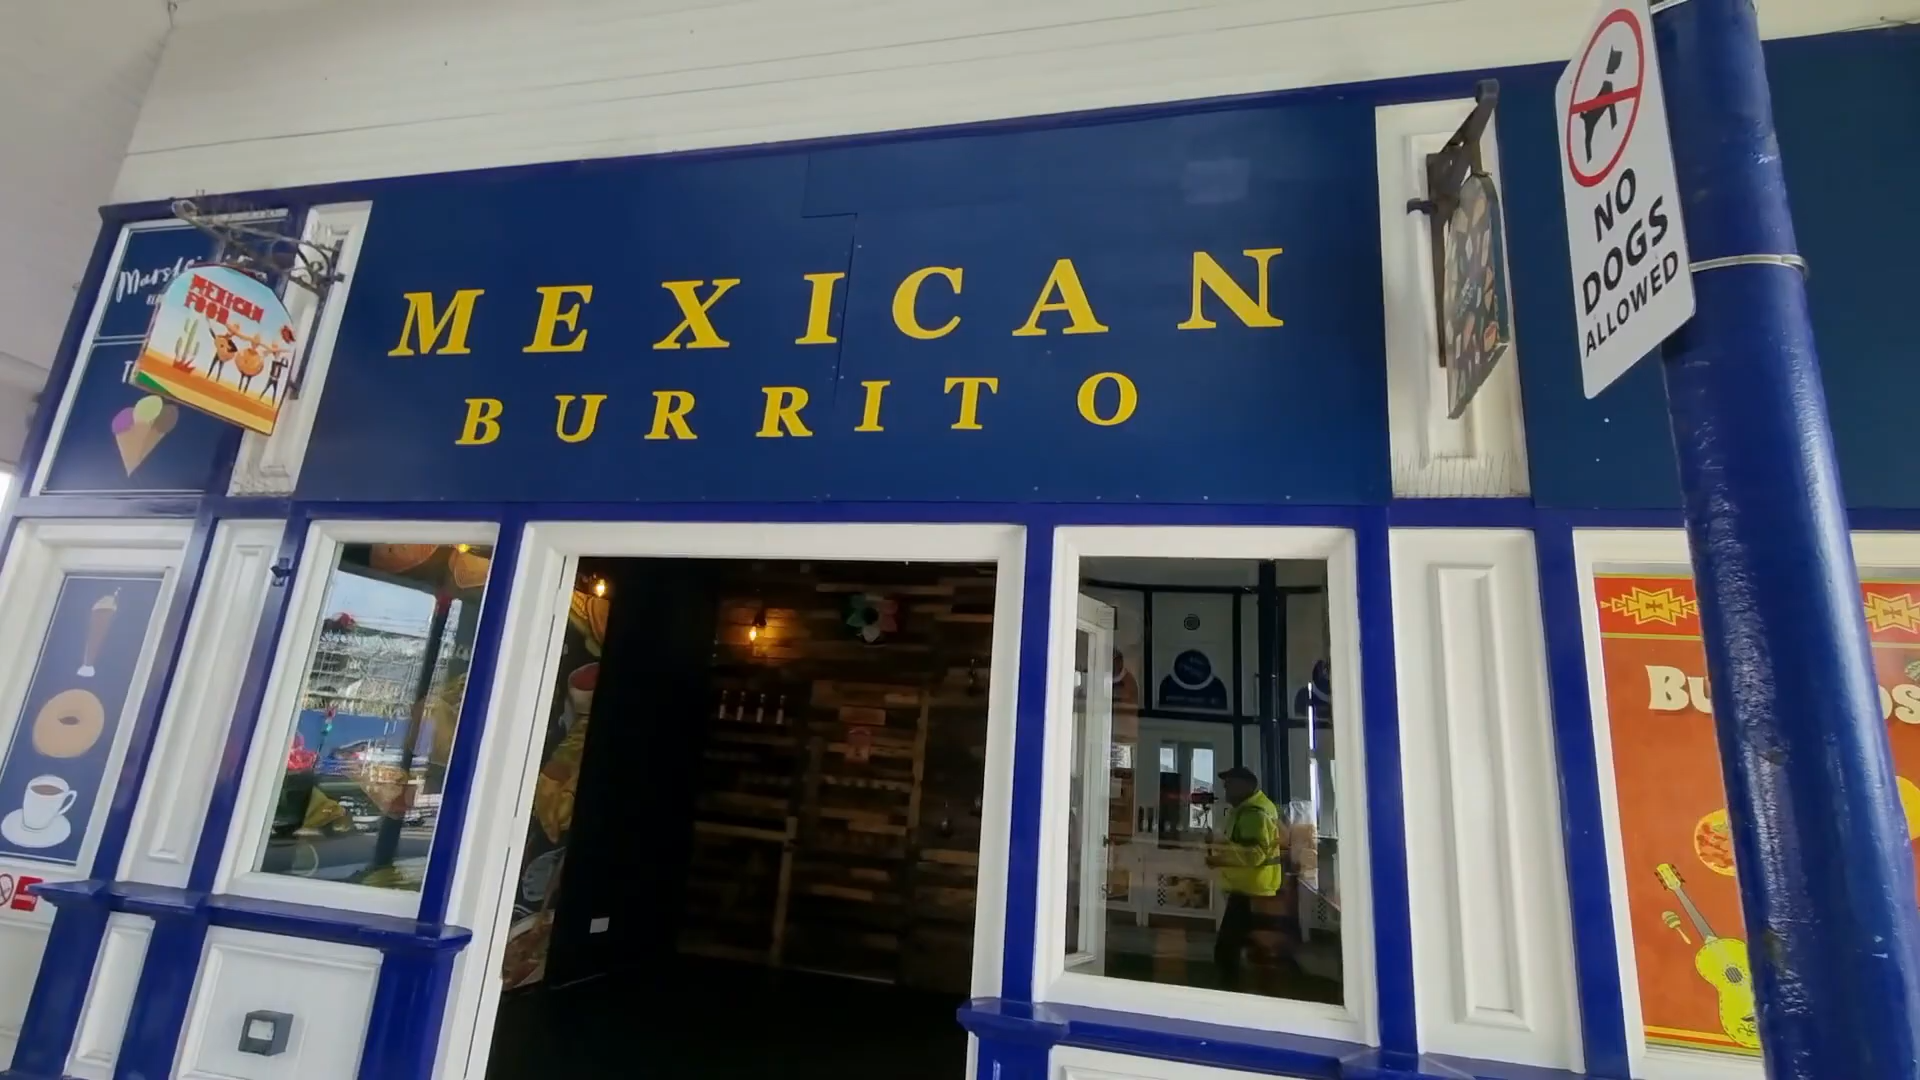 MEXICAN
FOOD
MEXICAN
BURRITO
NO
DOGS
ALLOWED